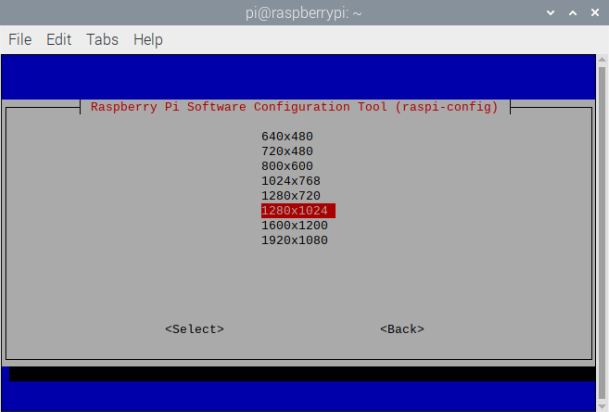 pi@raspberrypi: ~
File Edit Tabs Help
Raspberry Pi Software Configuration Tool (raspi-config)
640x480
720x480
800x600
1024x768
1280x720
1280x1024
1600x1200
1920x1080
<Select> <Back>